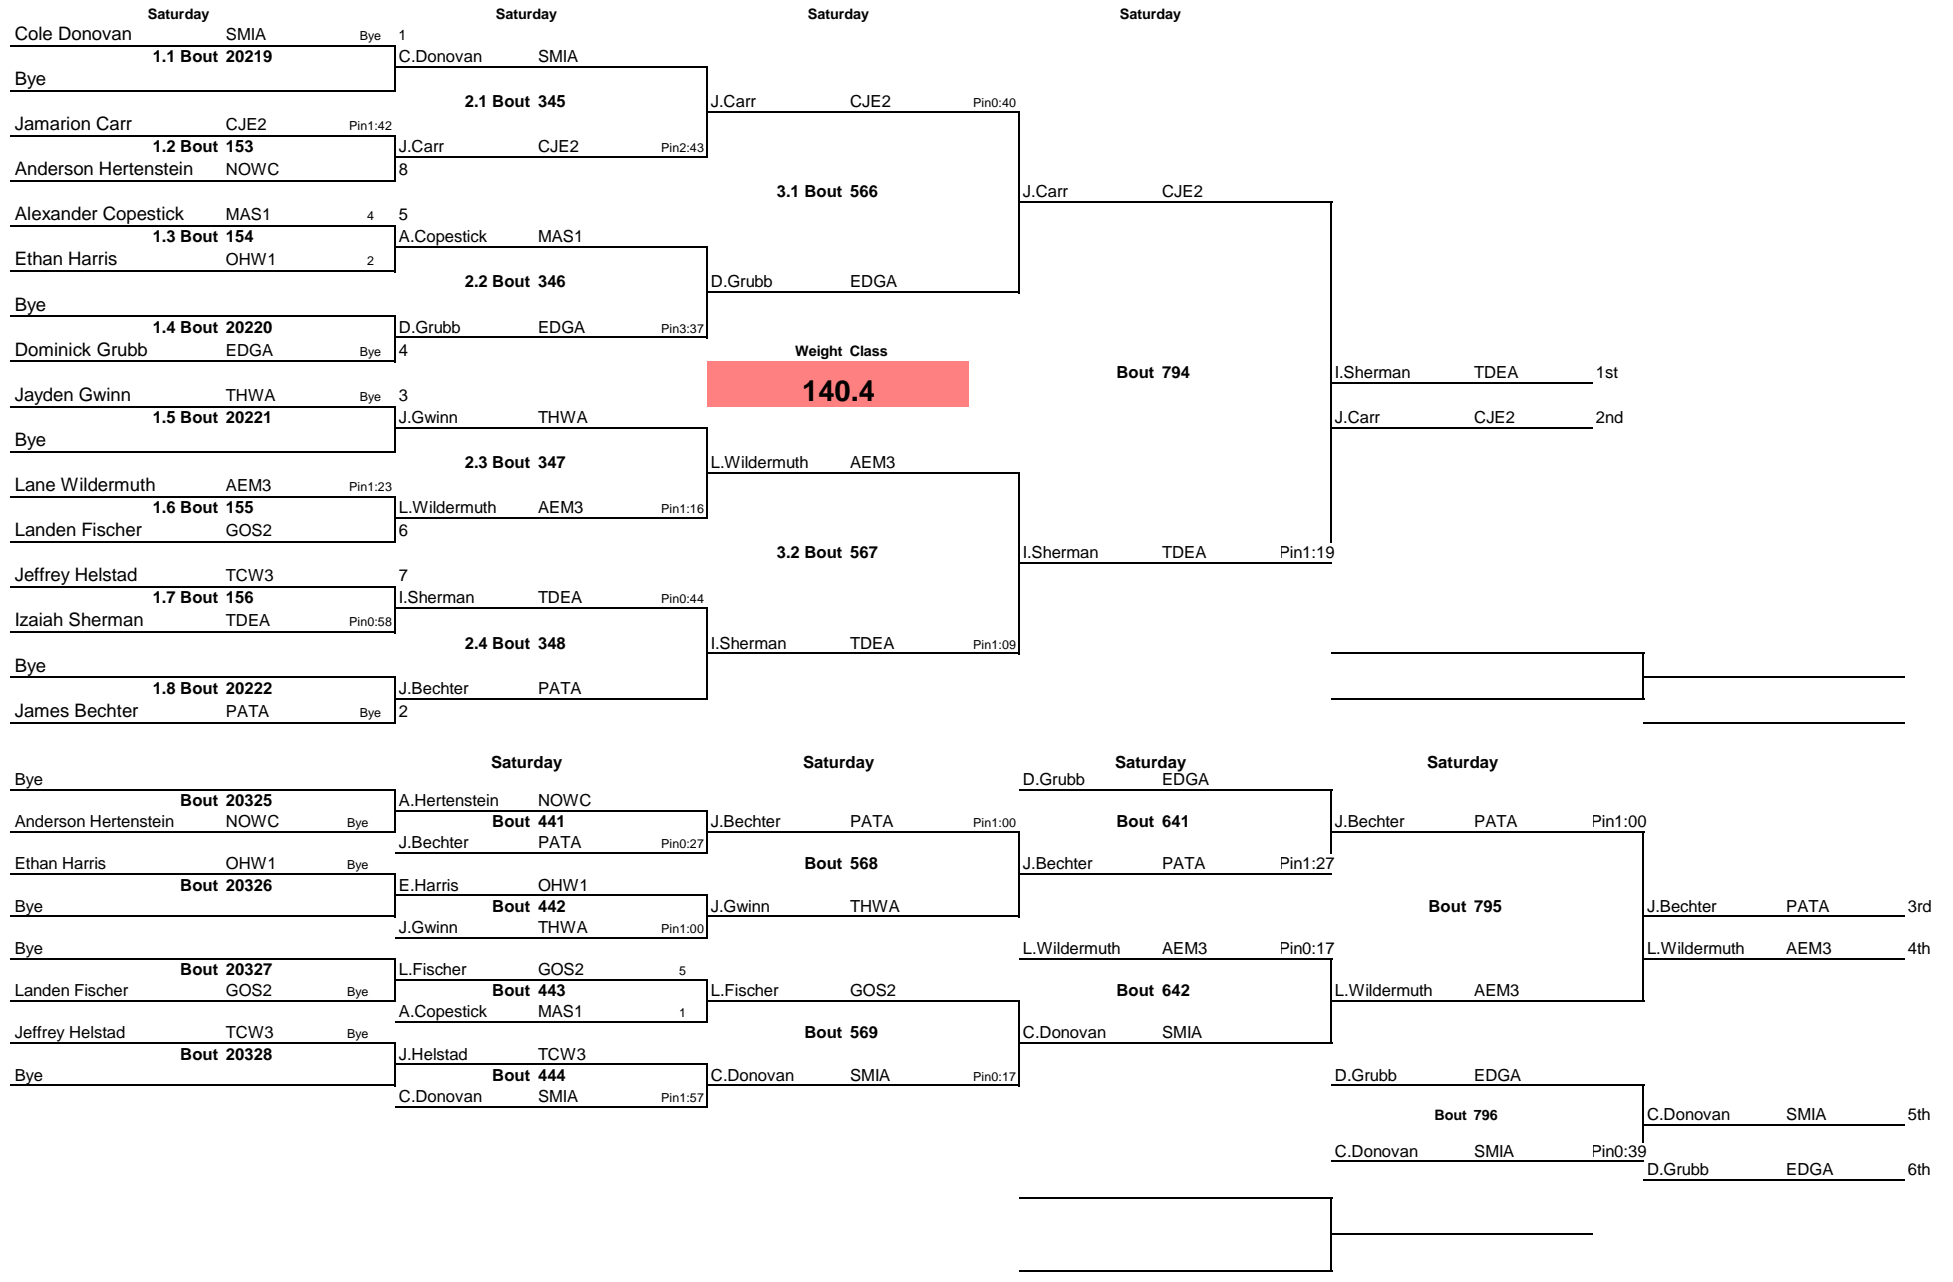 Saturday Saturday Saturday Saturday
Cole Donovan SMIA Bye 1
1.1 Bout 20219 C.Donovan SMIA
Bye
2.1 Bout 345 J.Carr CJE2 Pin0:40
Jamarion Carr CJE2 Pin1:42
1.2 Bout 153 J.Carr CJE2 Pin2:43
Anderson Hertenstein NOWC 8
3.1 Bout 566 J.Carr CJE2
Alexander Copestick MAS1 4 5
1.3 Bout 154 A.Copestick MAS1
Ethan Harris OHW1 2
2.2 Bout 346 D.Grubb EDGA
Bye
1.4 Bout 20220 D.Grubb EDGA Pin3:37
Dominick Grubb EDGA Bye 4 Weight Class
Bout 794 I.Sherman TDEA 1st
Jayden Gwinn THWA Bye 3 140.4
1.5 Bout 20221 J.Gwinn THWA J.Carr CJE2 2nd
Bye
2.3 Bout 347 L.Wildermuth AEM3
Lane Wildermuth AEM3 Pin1:23
1.6 Bout 155 L.Wildermuth AEM3 Pin1:16
Landen Fischer GOS2 6
3.2 Bout 567 I.Sherman TDEA Pin1:19
Jeffrey Helstad TCW3 7
1.7 Bout 156 I.Sherman TDEA Pin0:44
Izaiah Sherman TDEA Pin0:58
2.4 Bout 348 I.Sherman TDEA Pin1:09
Bye
1.8 Bout 20222 J.Bechter PATA
James Bechter PATA Bye 2
Saturday Saturday Saturday Saturday
Bye D.Grubb EDGA
Bout 20325 A.Hertenstein NOWC
Anderson Hertenstein NOWC Bye Bout 441 J.Bechter PATA Pin1:00 Bout 641 J.Bechter PATA Pin1:00
J.Bechter PATA Pin0:27
Ethan Harris OHW1 Bye Bout 568 J.Bechter PATA Pin1:27
Bout 20326 E.Harris OHW1
Bye Bout 442 J.Gwinn THWA Bout 795 J.Bechter PATA 3rd
J.Gwinn THWA Pin1:00
Bye L.Wildermuth AEM3 Pin0:17 L.Wildermuth AEM3 4th
Bout 20327 L.Fischer GOS2 5
Landen Fischer GOS2 Bye Bout 443 L.Fischer GOS2 Bout 642 L.Wildermuth AEM3
A.Copestick MAS1 1
Jeffrey Helstad TCW3 Bye Bout 569 C.Donovan SMIA
Bout 20328 J.Helstad TCW3
Bye Bout 444 C.Donovan SMIA Pin0:17 D.Grubb EDGA
C.Donovan SMIA Pin1:57
Bout 796 C.Donovan SMIA 5th
C.Donovan SMIA Pin0:39
D.Grubb EDGA 6th